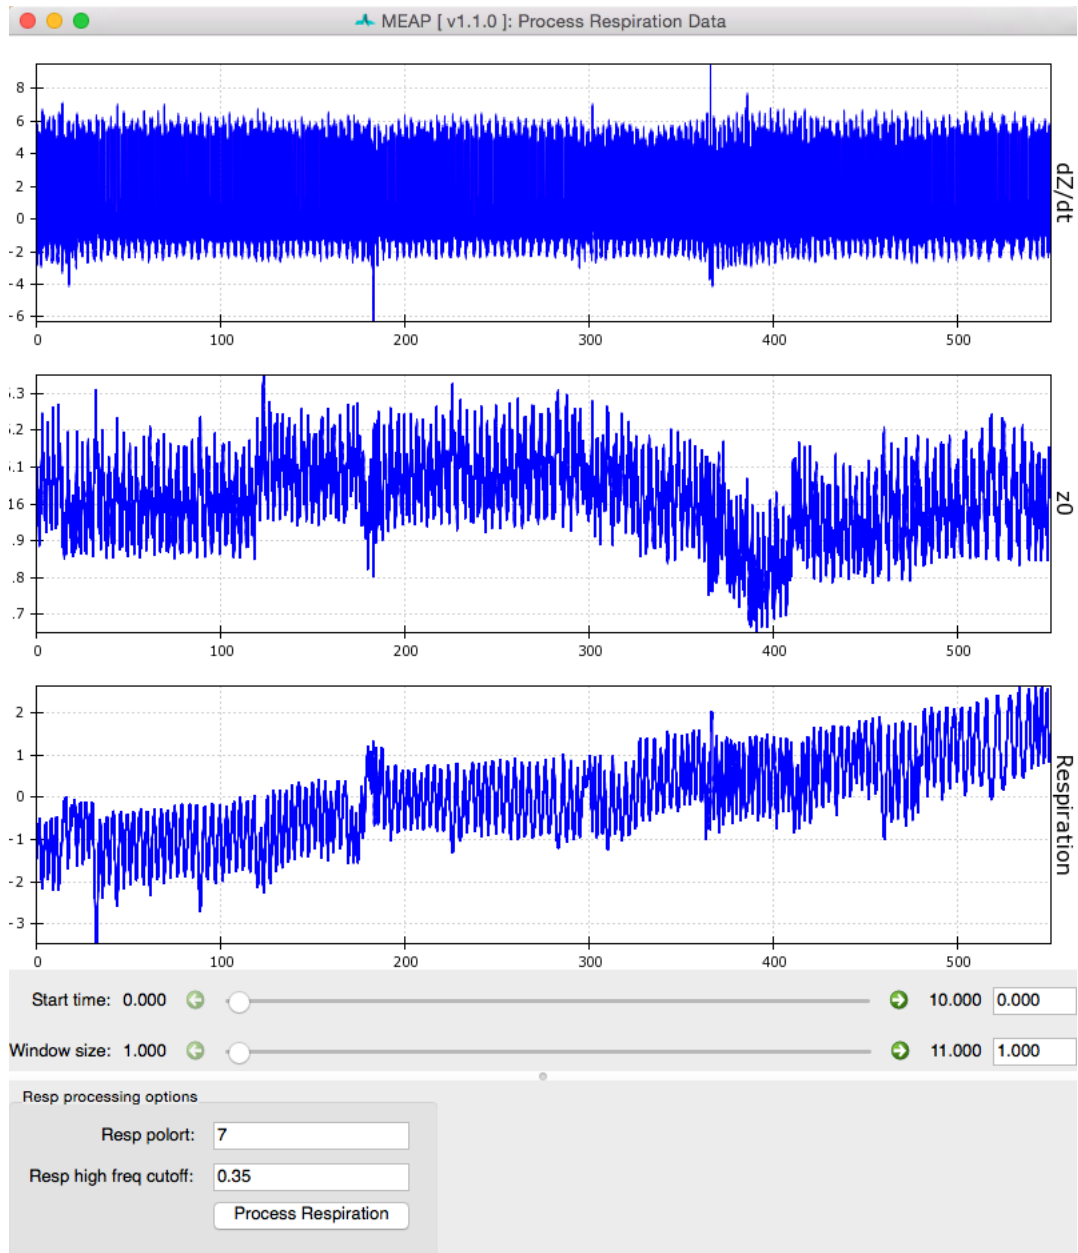 MEAP [ v1.1.0 ]: Process Respiration Data
8
6
4
2
0
-2
-4
-6
0 100 200 300 400 500
dZ/dt
.3
.2
.1
16
.9
.8
.7
0 100 200 300 400 500
z0
2
1
0
-1
-2
-3
0 100 200 300 400 500
Respiration
Start time: 0.000 10.000 0.000
Window size: 1.000 11.000 1.000
Resp processing options
Resp polort: 7
Resp high freq cutoff: 0.35
Process Respiration